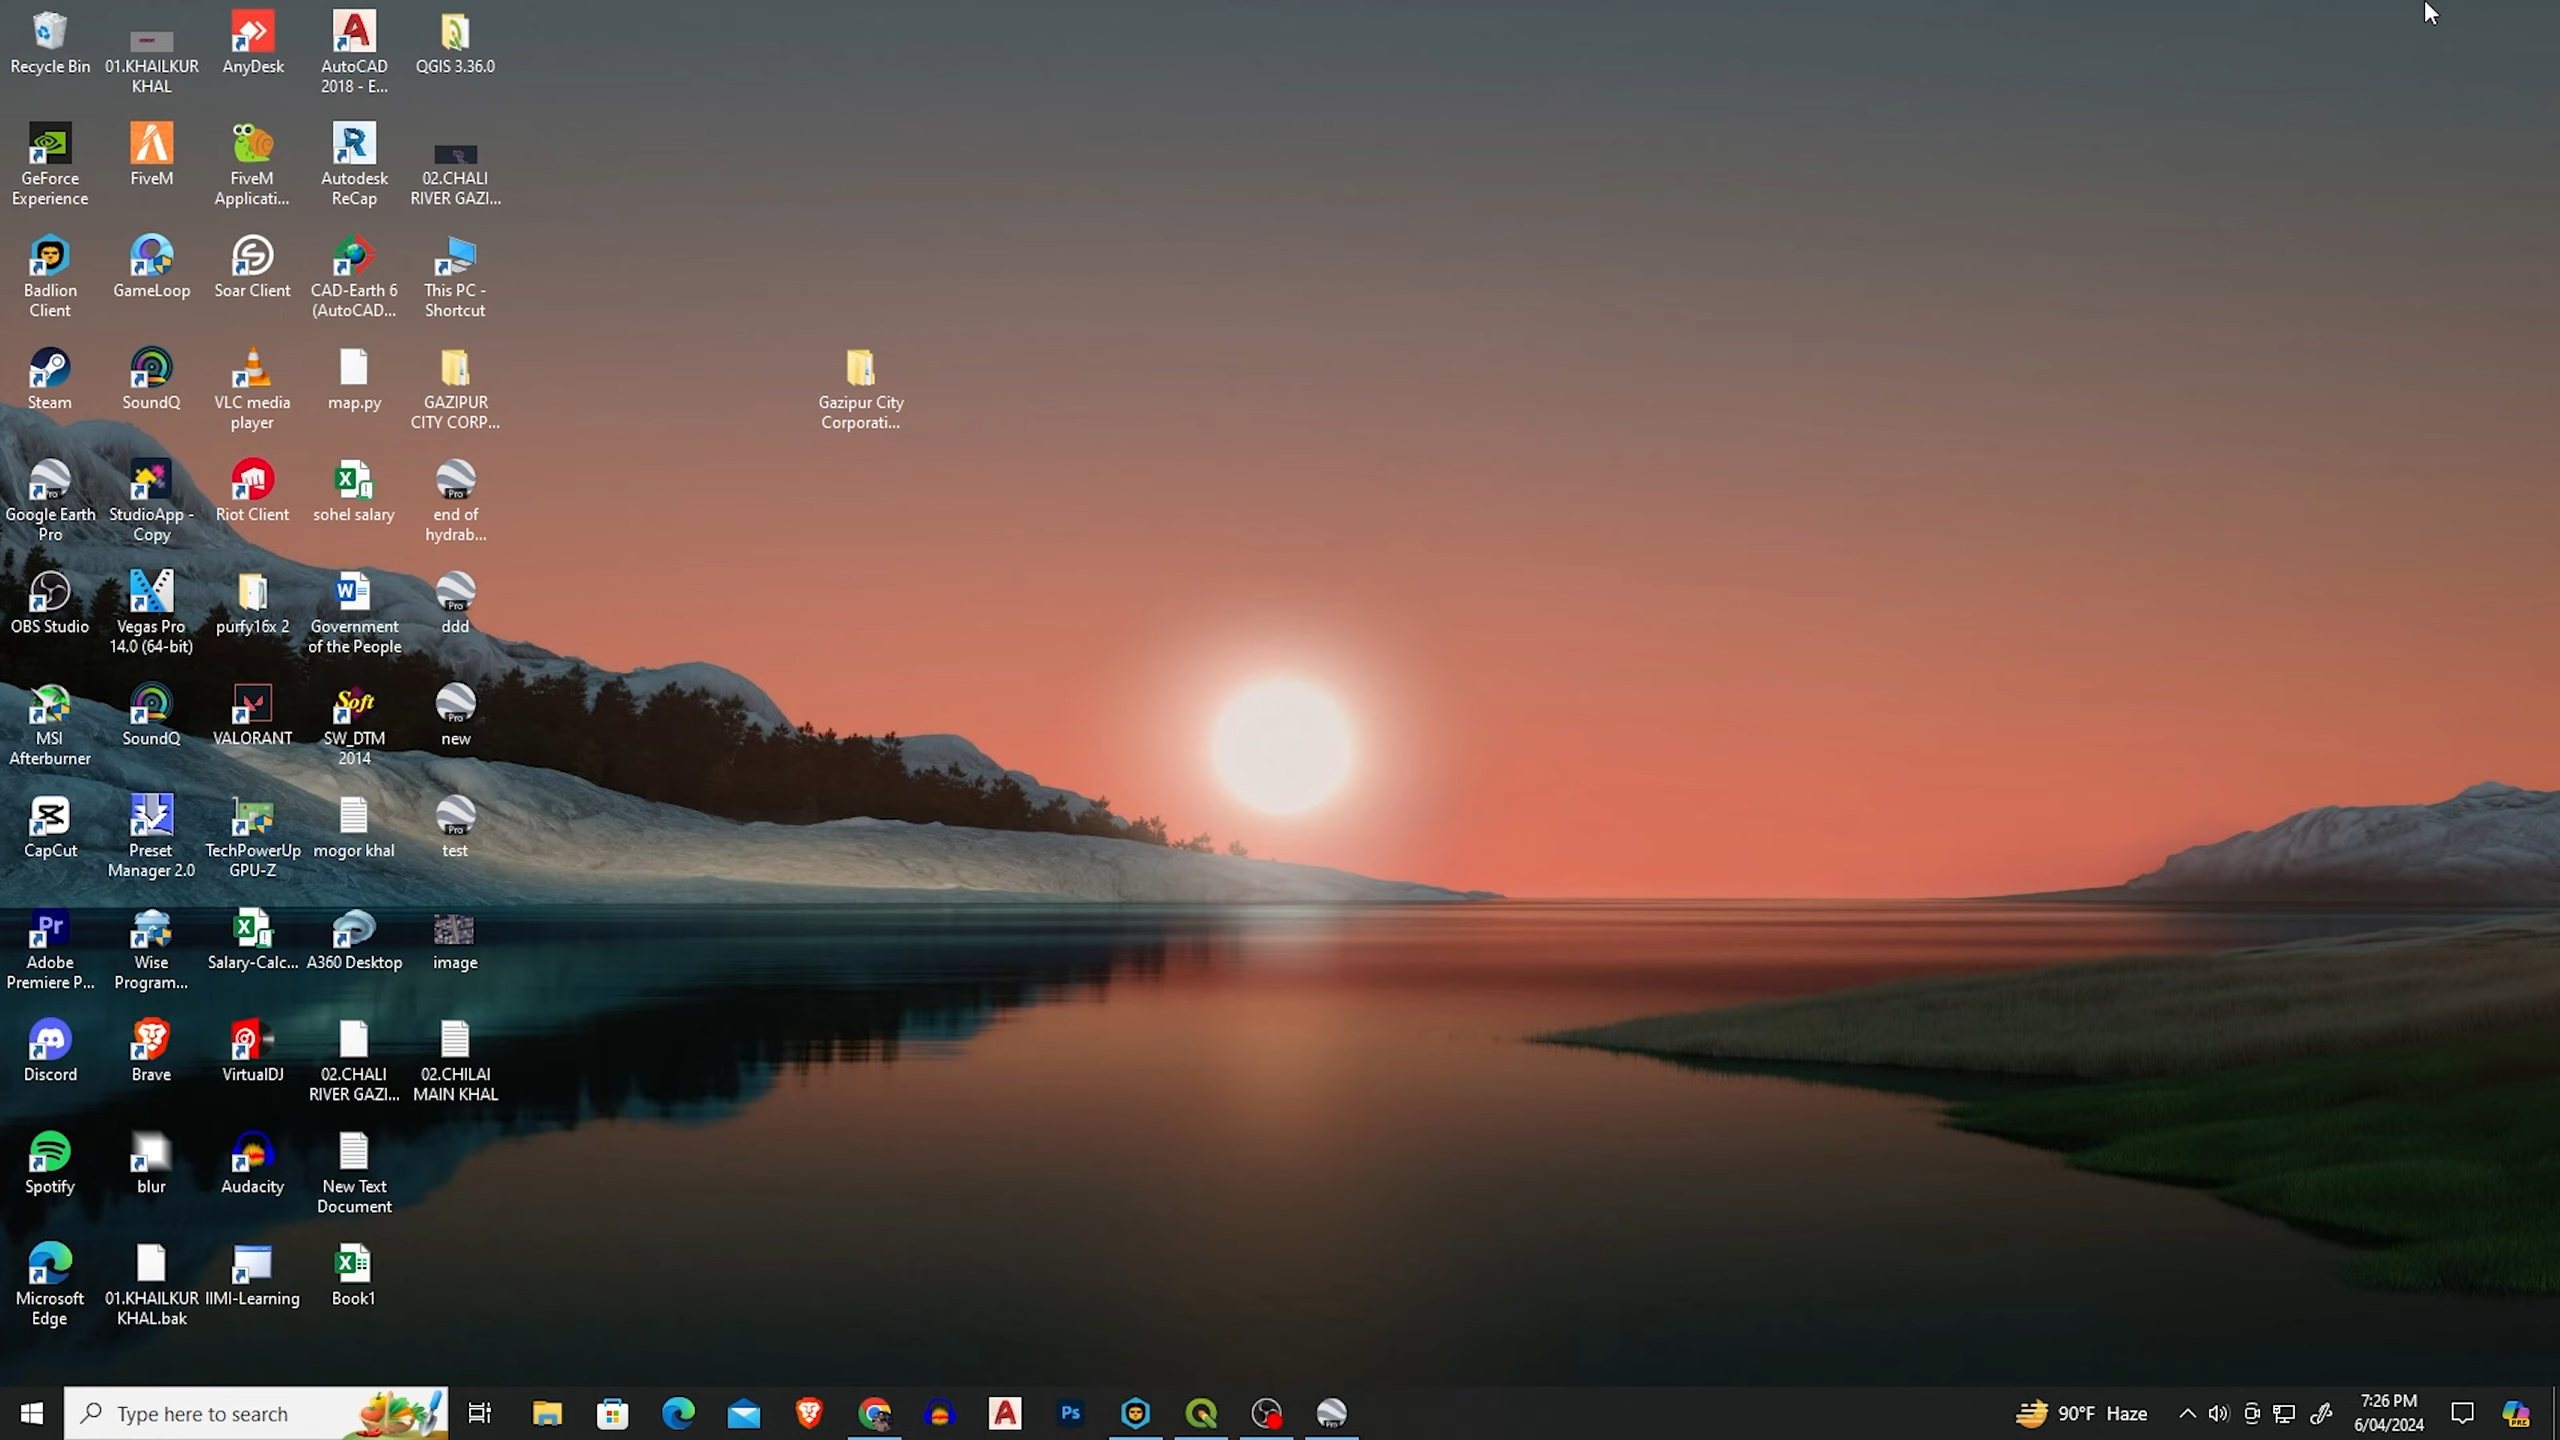 Recycle Bin
01.KHAILKUR
KHAL
AnyDesk
AutoCAD
2018 - E...
QGIS 3.36.0
GeForce
Experience
FiveM
FiveM
Applicati...
Autodesk
ReCap
02.CHALI
RIVER GAZI...
Badlion
Client
GameLoop
Soar Client
CAD-Earth 6
(AutoCAD...
This PC -
Shortcut
Steam
SoundQ
VLC media
player
map.py
GAZIPUR
CITY CORP...
Gazipur City
Corporati...
Google Earth
Pro
StudioApp -
Copy
Riot Client
sohel salary
end of
hydrab...
OBS Studio
Vegas Pro
14.0 (64-bit)
purfy16x 2
Government
of the People
ddd
MSI
Afterburner
SoundQ
VALORANT
SW_DTM
2014
new
CapCut
Preset
Manager 2.0
TechPowerUp
GPU-Z
mogor khal
test
Adobe
Premiere P...
Wise
Program...
Salary-Calc...
A360 Desktop
image
Discord
Brave
VirtualDJ
02.CHALI
RIVER GAZI...
02.CHILAI
MAIN KHAL
Spotify
blur
Audacity
New Text
Document
Microsoft
Edge
01.KHAILKUR
KHAL.bak
IIMI-Learning
Book1
Type here to search
90°F Haze
7:26 PM
6/04/2024